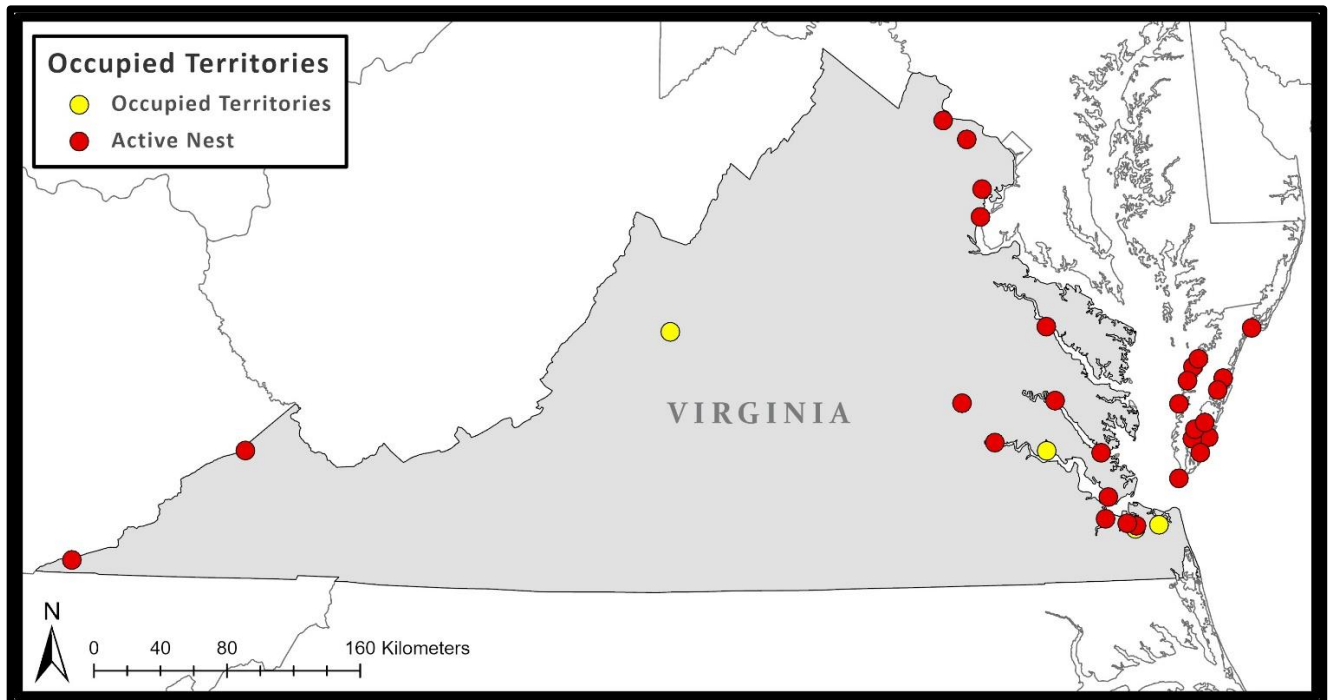 Occupied Territories
Occupied Territories
Active Nest
VIRGINIA
N
0 40 80 160 Kilometers